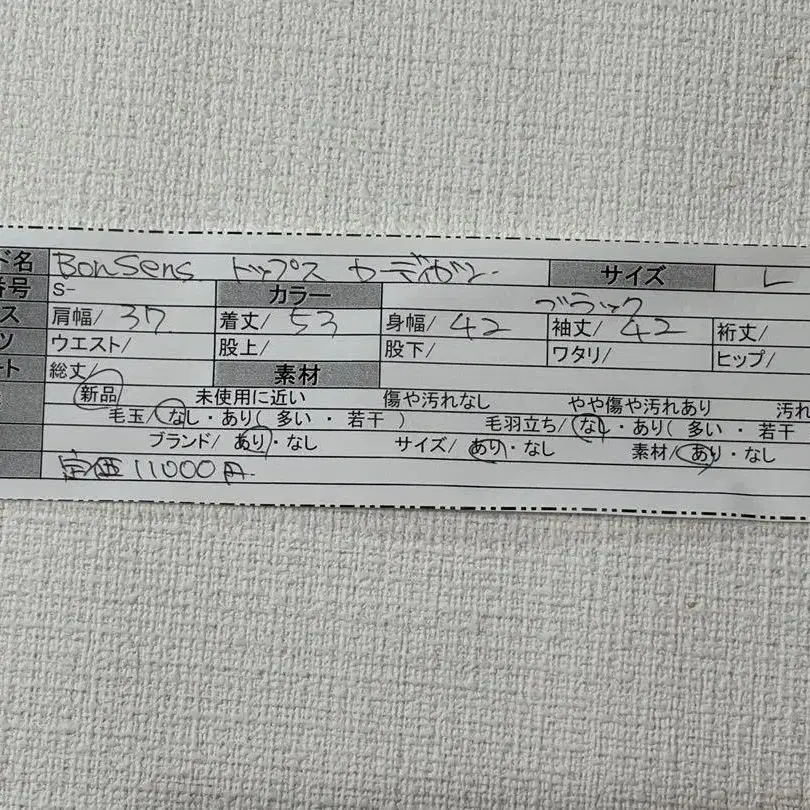 ド名 Bonsens トップス カーディガン サイズ L
番号 S- カラー ブラック
ス 肩幅/ 37 着丈/ 53 身幅/ 42 袖丈/ 42 裄丈/
ツ ウエスト/ 股上/ 股下/ ワタリ/ ヒップ/
ート 総丈/ 素材
新品 未使用に近い 傷や汚れなし やや傷や汚れあり 汚れ
毛玉/なし・あり( 多い ・ 若干 ) 毛羽立ち/なし・あり( 多い ・ 若干
ブランド/ あり・なし サイズ/ あり・なし 素材/あり・なし
定価 11000円.